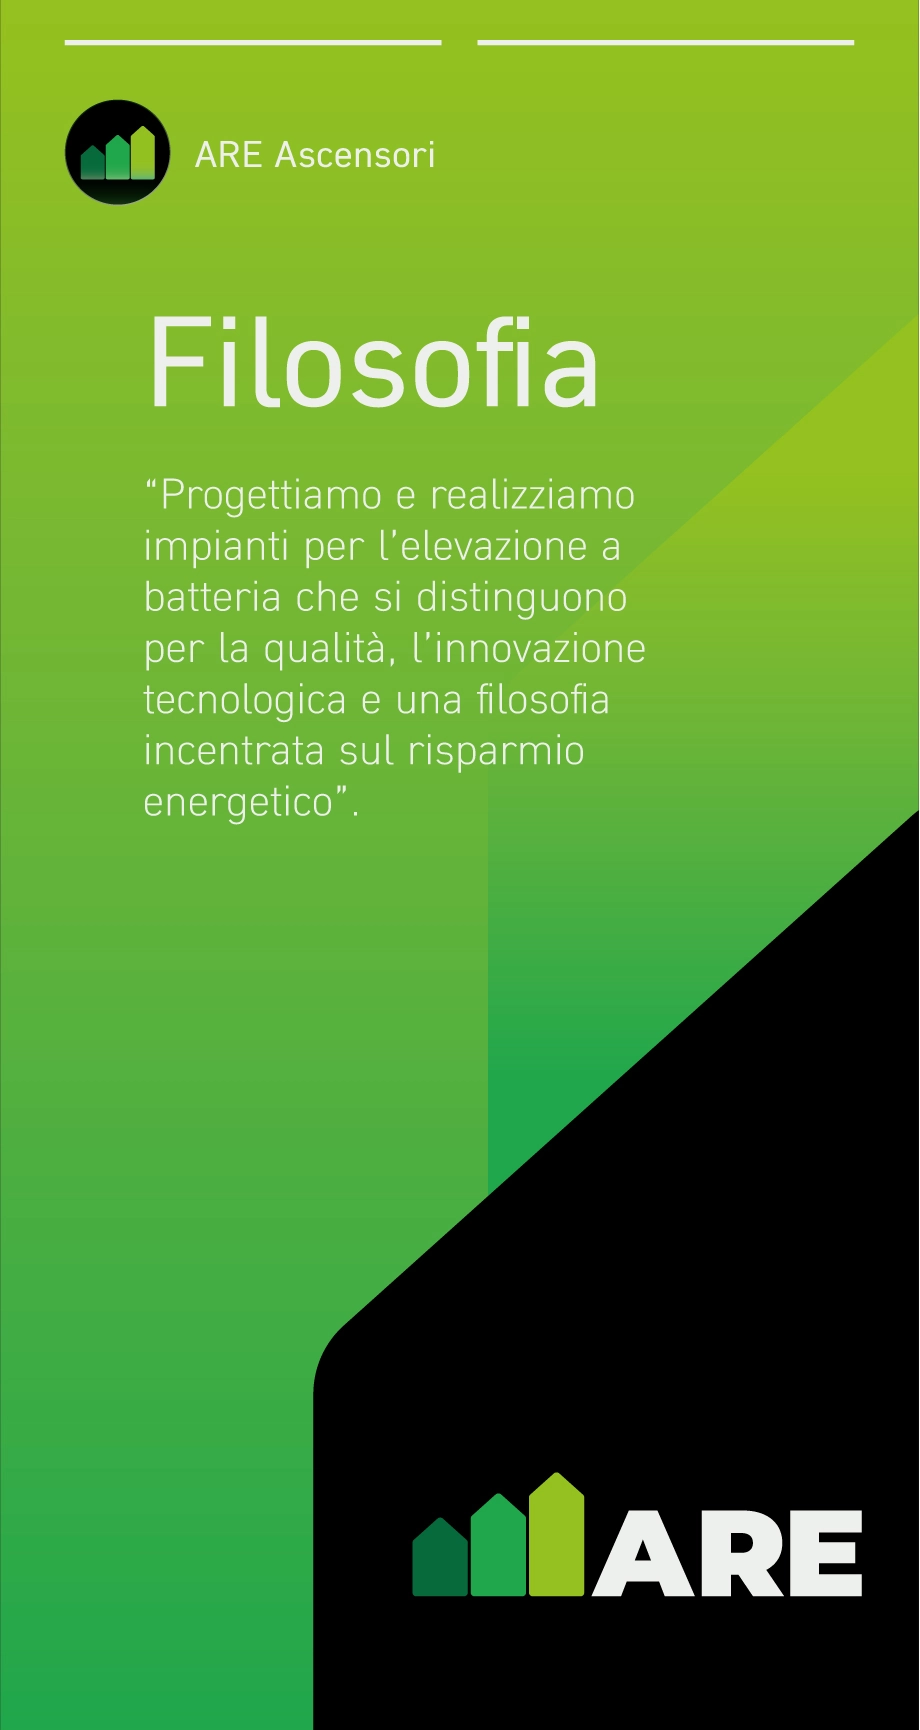 ARE Ascensori
Filosofia
“Progettiamo e realizziamo
impianti per l’elevazione a
batteria che si distinguono
per la qualità, l’innovazione
tecnologica e una filosofia
incentrata sul risparmio
energetico”.
ARE